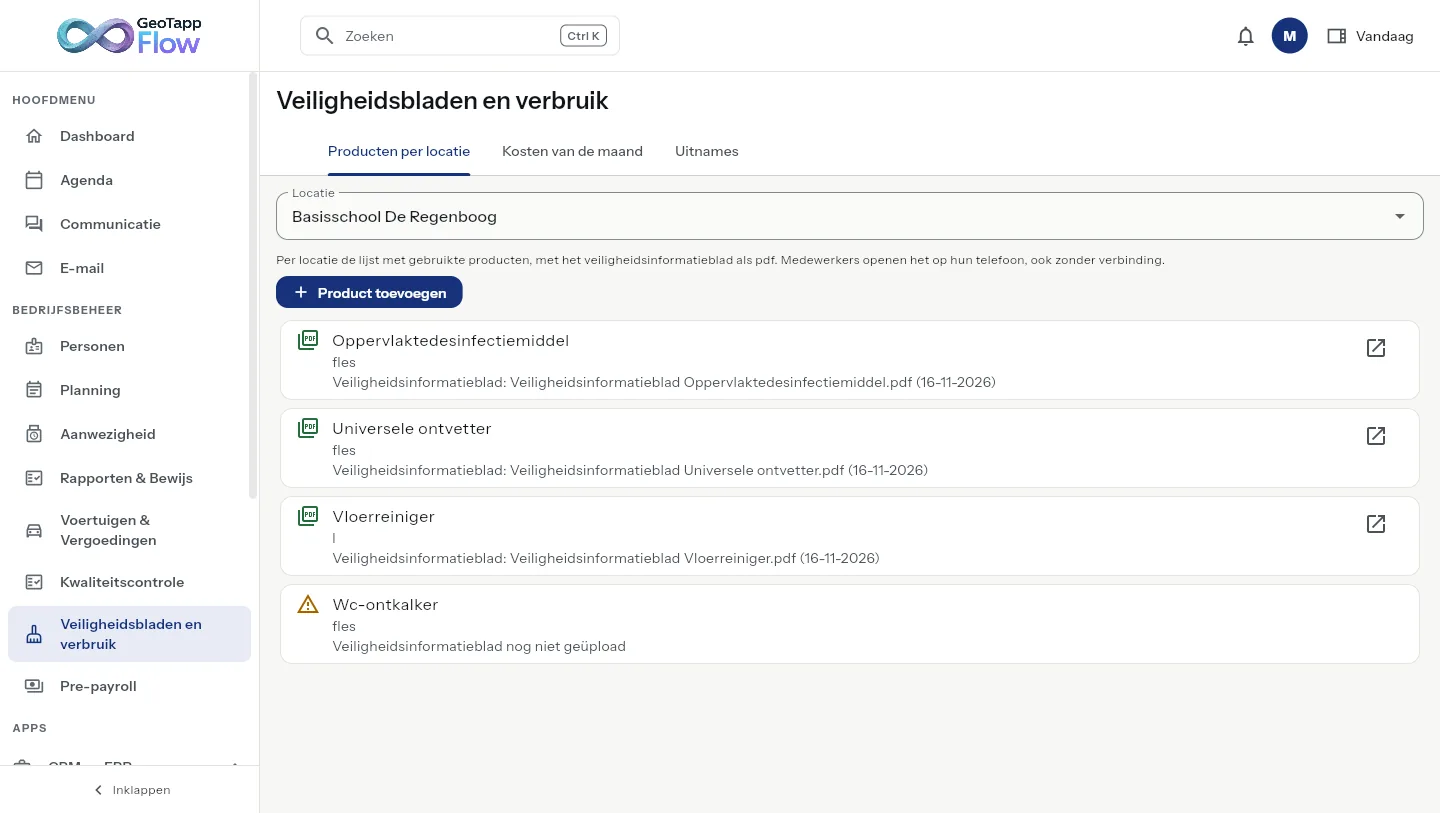 GeoTapp
Flow
Zoeken
Ctrl K
M
Vandaag
HOOFDMENU
Dashboard
Agenda
Communicatie
E-mail
BEDRIJFSBEHEER
Personen
Planning
Aanwezigheid
Rapporten & Bewijs
Voertuigen &
Vergoedingen
Kwaliteitscontrole
Veiligheidsbladen en
verbruik
Pre-payroll
APPS
Inklappen
Veiligheidsbladen en verbruik
Producten per locatie
Kosten van de maand
Uitnames
Locatie
Basisschool De Regenboog
Per locatie de lijst met gebruikte producten, met het veiligheidsinformatieblad als pdf. Medewerkers openen het op hun telefoon, ook zonder verbinding.
Product toevoegen
PDF
Oppervlaktedesinfectiemiddel
fles
Veiligheidsinformatieblad: Veiligheidsinformatieblad Oppervlaktedesinfectiemiddel.pdf (16-11-2026)
PDF
Universele ontvetter
fles
Veiligheidsinformatieblad: Veiligheidsinformatieblad Universele ontvetter.pdf (16-11-2026)
PDF
Vloerreiniger
l
Veiligheidsinformatieblad: Veiligheidsinformatieblad Vloerreiniger.pdf (16-11-2026)
Wc-ontkalker
fles
Veiligheidsinformatieblad nog niet geüpload